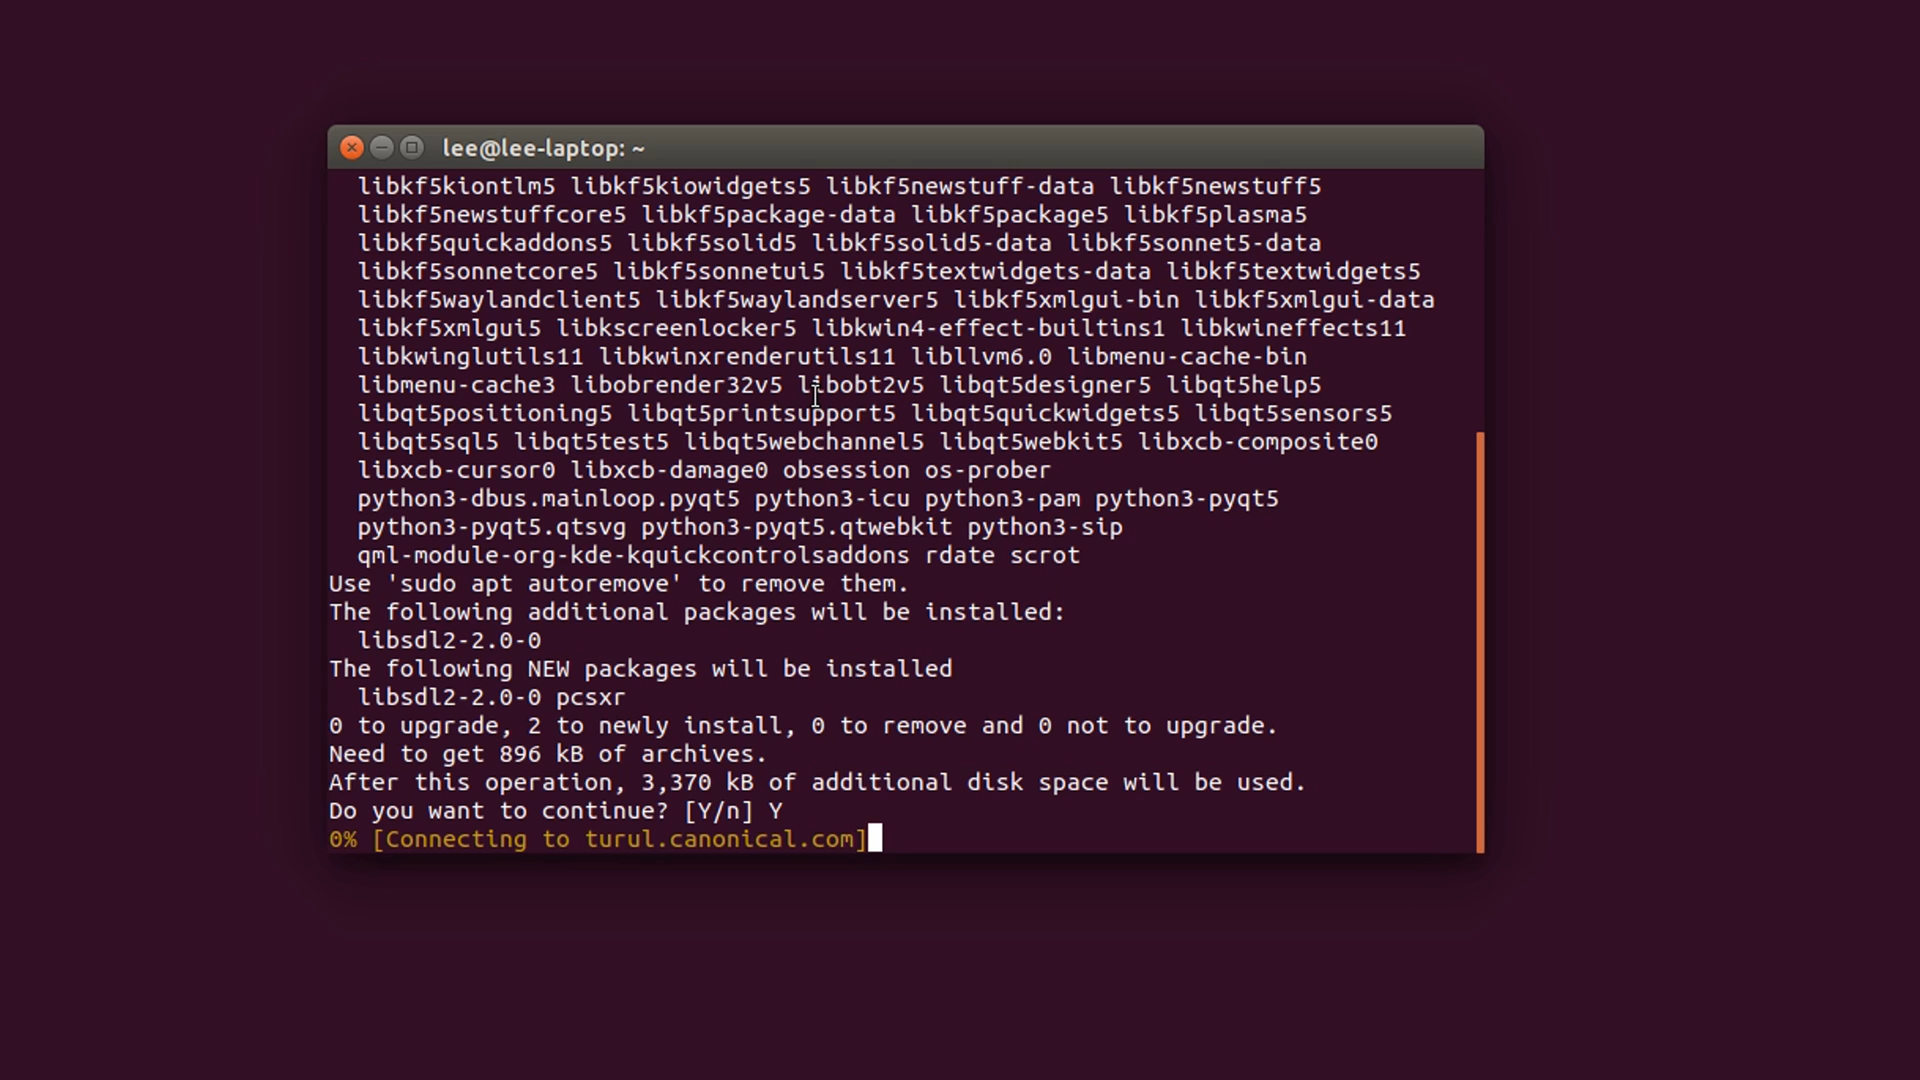 lee@lee-laptop: ~
libkf5kiontlm5 libkf5kiowidgets5 libkf5newstuff-data libkf5newstuff5
libkf5newstuffcore5 libkf5package-data libkf5package5 libkf5plasma5
libkf5quickaddons5 libkf5solid5 libkf5solid5-data libkf5sonnet5-data
libkf5sonnetcore5 libkf5sonnetui5 libkf5textwidgets-data libkf5textwidgets5
libkf5waylandclient5 libkf5waylandserver5 libkf5xmlgui-bin libkf5xmlgui-data
libkf5xmlgui5 libkscreenlocker5 libkwin4-effect-builtins1 libkwineffects11
libkwinglutils11 libkwinxrenderutils11 libllvm6.0 libmenu-cache-bin
libmenu-cache3 libobrender32v5 libobt2v5 libqt5designer5 libqt5help5
libqt5positioning5 libqt5printsupport5 libqt5quickwidgets5 libqt5sensors5
libqt5sql5 libqt5test5 libqt5webchannel5 libqt5webkit5 libxcb-composite0
libxcb-cursor0 libxcb-damage0 obsession os-prober
python3-dbus.mainloop.pyqt5 python3-icu python3-pam python3-pyqt5
python3-pyqt5.qtsvg python3-pyqt5.qtwebkit python3-sip
qml-module-org-kde-kquickcontrolsaddons rdate scrot
Use 'sudo apt autoremove' to remove them.
The following additional packages will be installed:
libsdl2-2.0-0
The following NEW packages will be installed
libsdl2-2.0-0 pcsxr
0 to upgrade, 2 to newly install, 0 to remove and 0 not to upgrade.
Need to get 896 kB of archives.
After this operation, 3,370 kB of additional disk space will be used.
Do you want to continue? [Y/n] Y
0% [Connecting to turul.canonical.com]